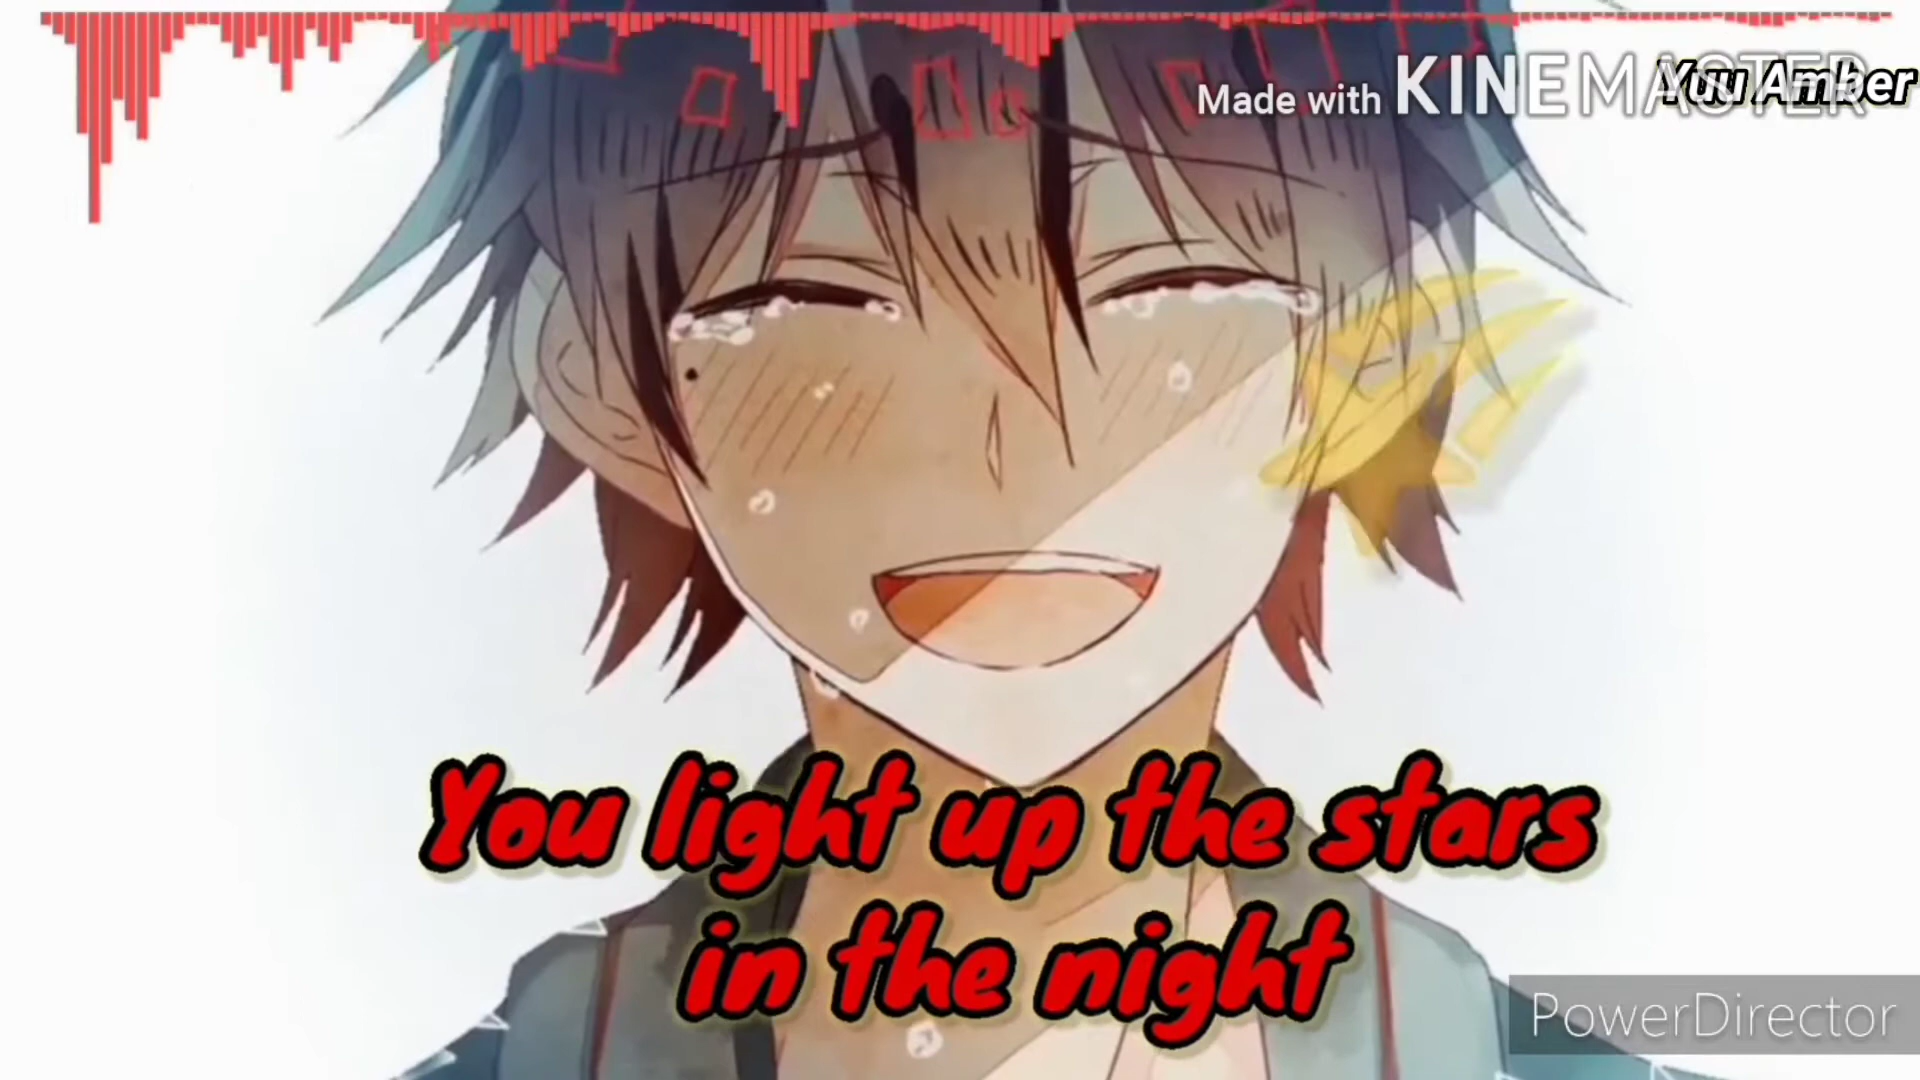 Made with KINEMASTER
Yuu Amber
You light up the stars
in the night
PowerDirector